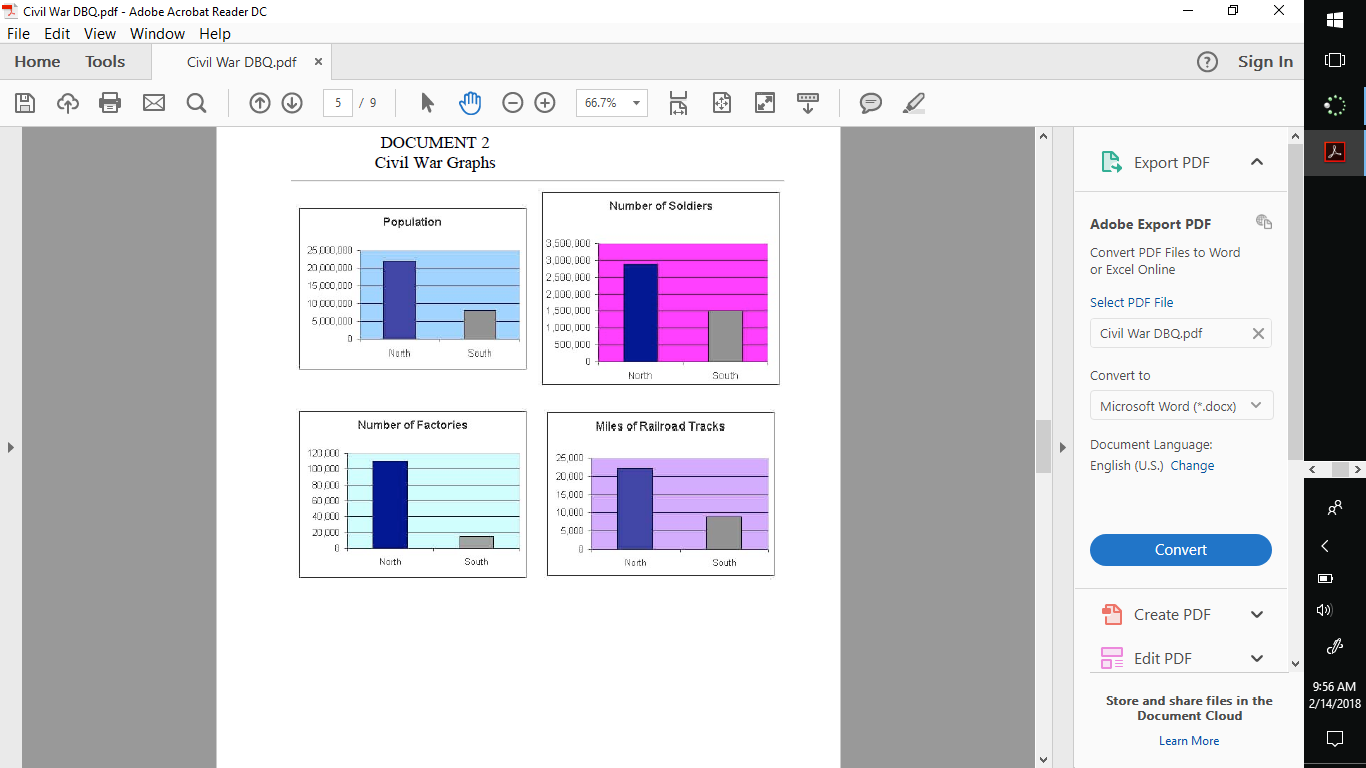 Civil War DBQ.pdf - Adobe Acrobat Reader DC
File Edit View Window Help
Home Tools Civil War DBQ.pdf × Sign In
5 / 9 66.7%
DOCUMENT 2
Civil War Graphs
Population
25,000,000
20,000,000
15,000,000
10,000,000
5,000,000
0
North South
Number of Soldiers
3,500,000
3,000,000
2,500,000
2,000,000
1,500,000
1,000,000
500,000
0
North South
Number of Factories
120,000
100,000
80,000
60,000
40,000
20,000
0
North South
Miles of Railroad Tracks
25,000
20,000
15,000
10,000
5,000
0
North South
Export PDF
Adobe Export PDF
Convert PDF Files to Word
or Excel Online
Select PDF File
Civil War DBQ.pdf
Convert to
Microsoft Word (*.docx)
Document Language:
English (U.S.) Change
Convert
Create PDF
Edit PDF
Store and share files in the
Document Cloud
Learn More
9:56 AM
2/14/2018